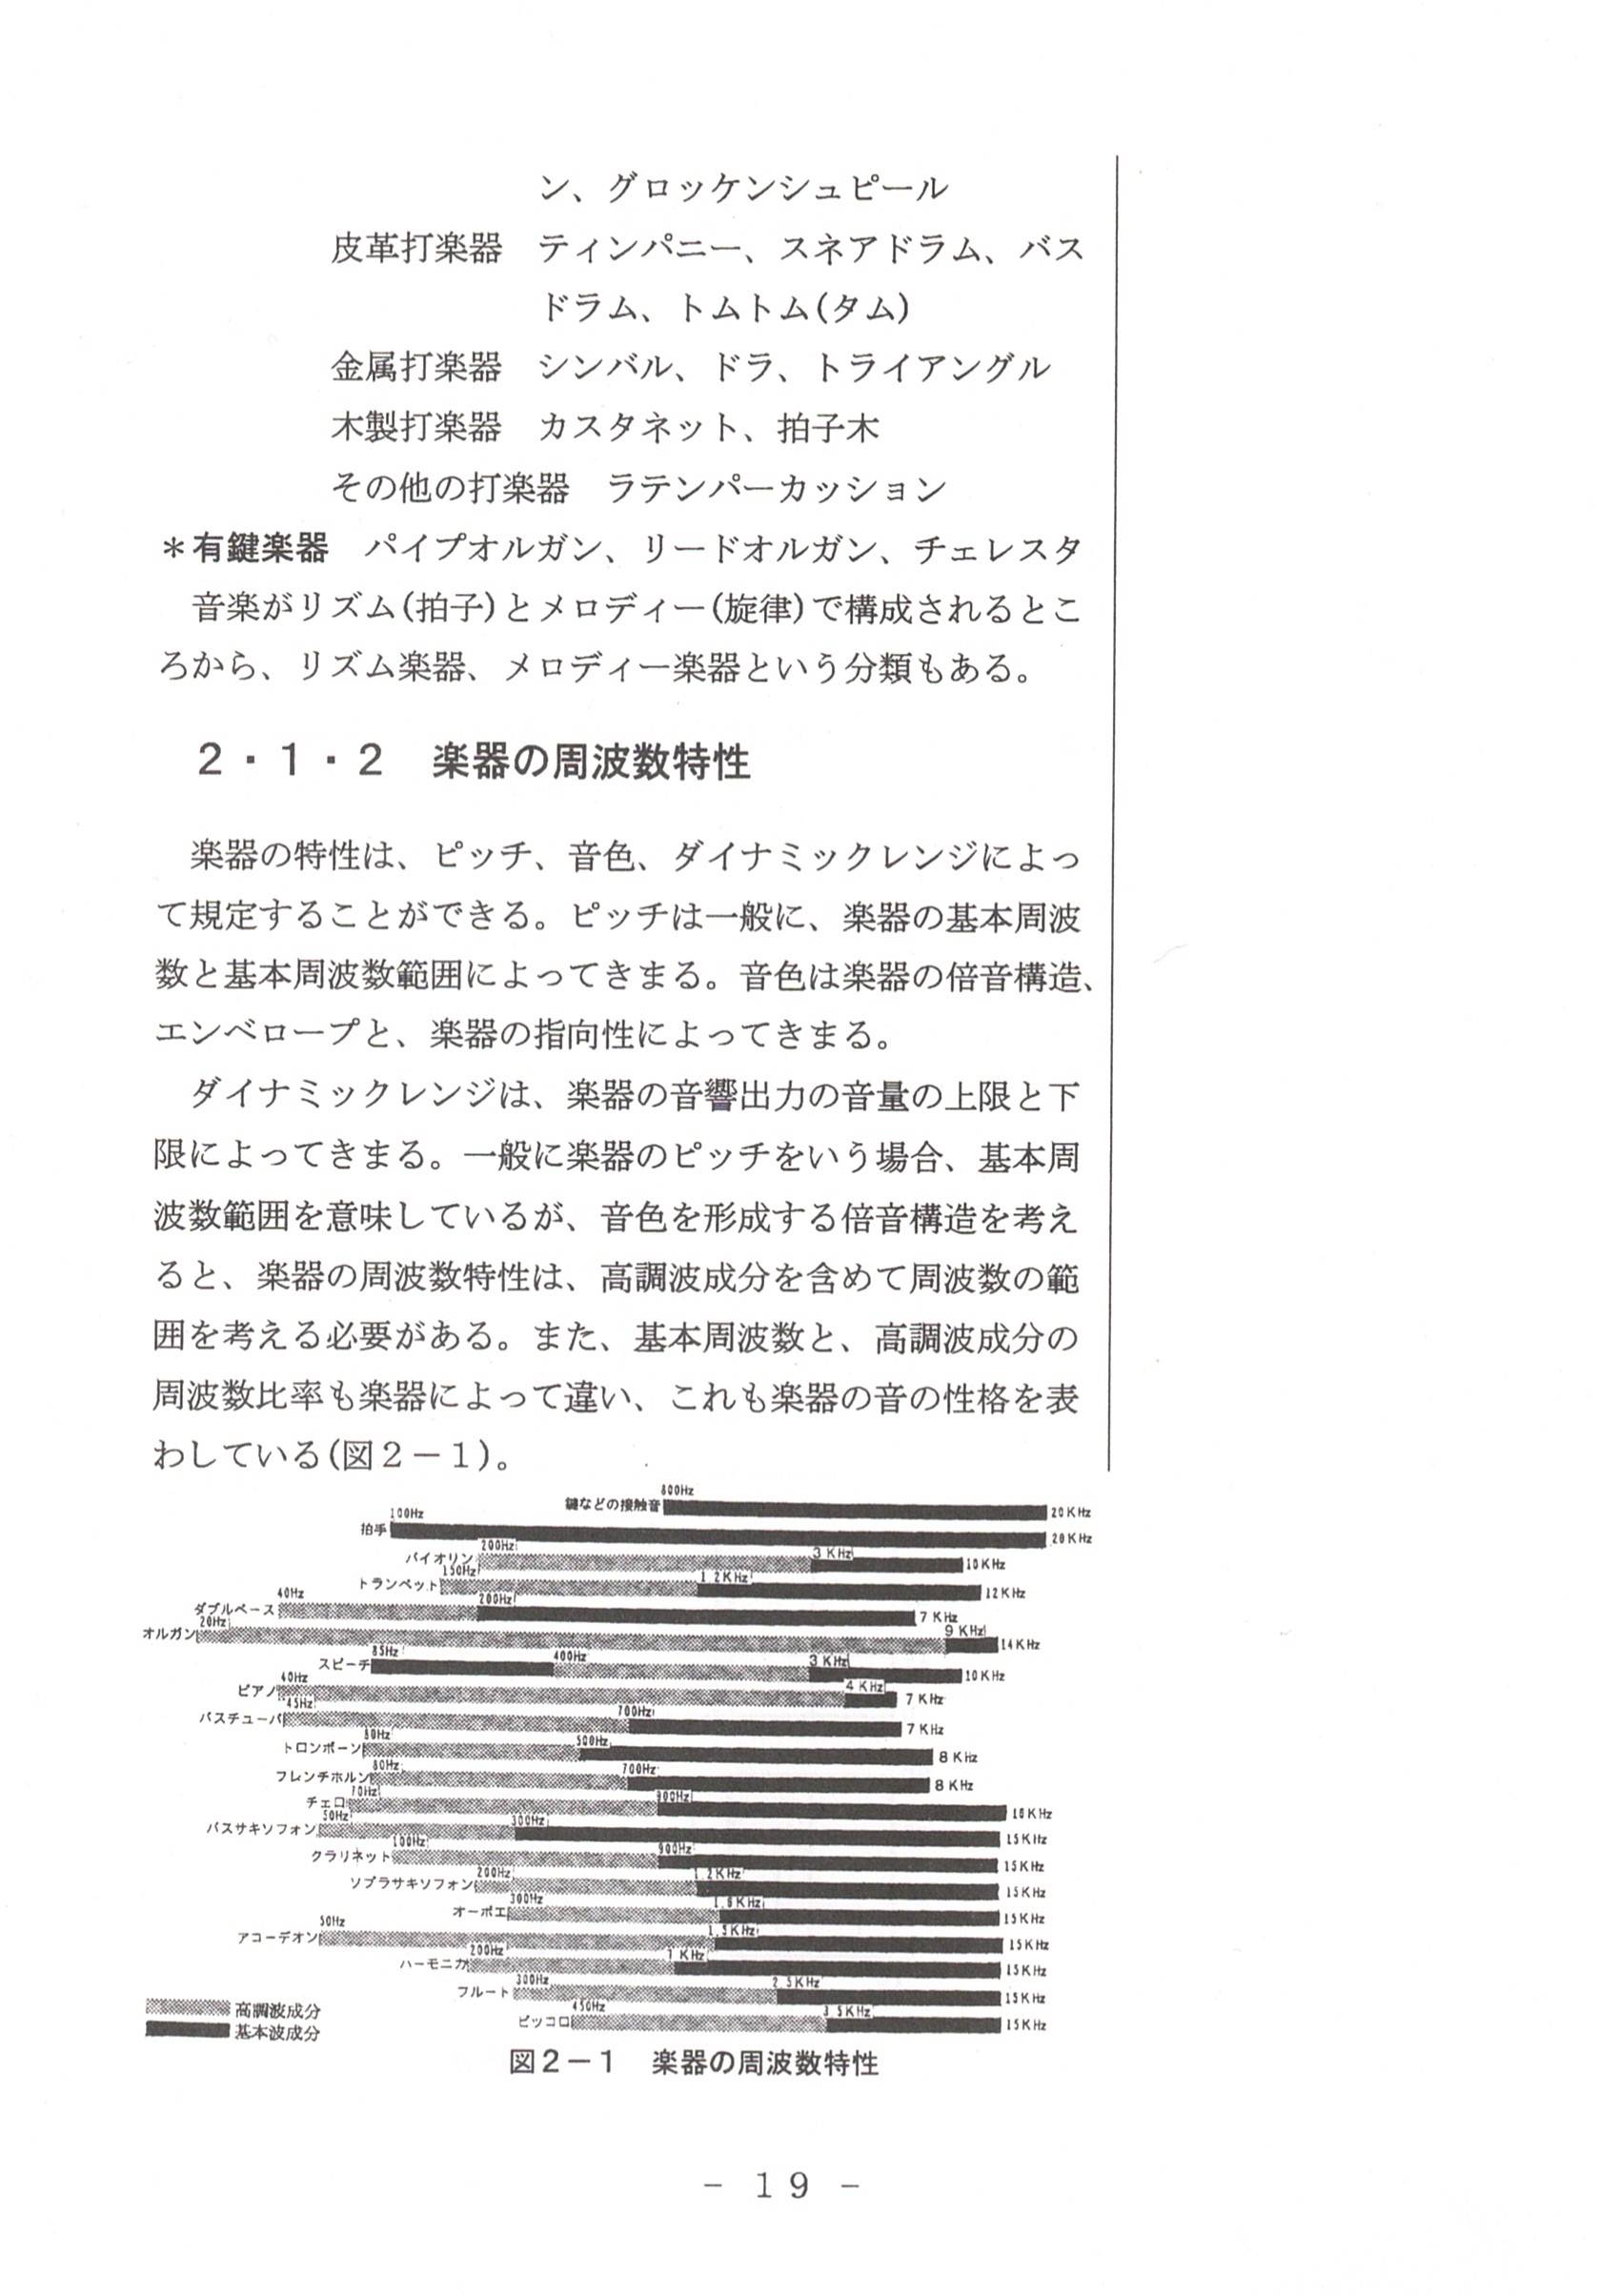 ン、グロッケンシュピール
皮革打楽器　ティンパニー、スネアドラム、バス
ドラム、トムトム(タム)
金属打楽器　シンバル、ドラ、トライアングル
木製打楽器　カスタネット、拍子木
その他の打楽器　ラテンパーカッション
＊有鍵楽器　パイプオルガン、リードオルガン、チェレスタ
音楽がリズム(拍子)とメロディー(旋律)で構成されるとこ
ろから、リズム楽器、メロディー楽器という分類もある。
2・1・2　楽器の周波数特性
楽器の特性は、ピッチ、音色、ダイナミックレンジによっ
て規定することができる。ピッチは一般に、楽器の基本周波
数と基本周波数範囲によってきまる。音色は楽器の倍音構造、
エンベロープと、楽器の指向性によってきまる。
ダイナミックレンジは、楽器の音響出力の音量の上限と下
限によってきまる。一般に楽器のピッチをいう場合、基本周
波数範囲を意味しているが、音色を形成する倍音構造を考え
ると、楽器の周波数特性は、高調波成分を含めて周波数の範
囲を考える必要がある。また、基本周波数と、高調波成分の
周波数比率も楽器によって違い、これも楽器の音の性格を表
わしている(図2－1)。
鍵などの接触音 800Hz 20KHz
拍手 100Hz 20KHz
バイオリン 200Hz 3KHz 10KHz
トランペット 150Hz 1.2KHz 12KHz
ダブルベース 40Hz 200Hz 7KHz
オルガン 20Hz 9KHz 14KHz
スピーチ 85Hz 400Hz 3KHz 10KHz
ピアノ 40Hz 4KHz 7KHz
バスチューバ 45Hz 700Hz 7KHz
トロンボーン 80Hz 500Hz 8KHz
フレンチホルン 80Hz 700Hz 8KHz
チェロ 70Hz 900Hz
バスサキソフォン 50Hz 300Hz 15KHz
クラリネット 100Hz 900Hz 15KHz
ソプラサキソフォン 200Hz 1.2KHz 15KHz
オーボエ 300Hz 15KHz
アコーデオン 50Hz 1.5KHz 15KHz
ハーモニカ 200Hz 1KHz 15KHz
フルート 300Hz 2.5KHz 15KHz
ピッコロ 450Hz 3.5KHz 15KHz
高調波成分
基本波成分
図2－1　楽器の周波数特性
- 19 -